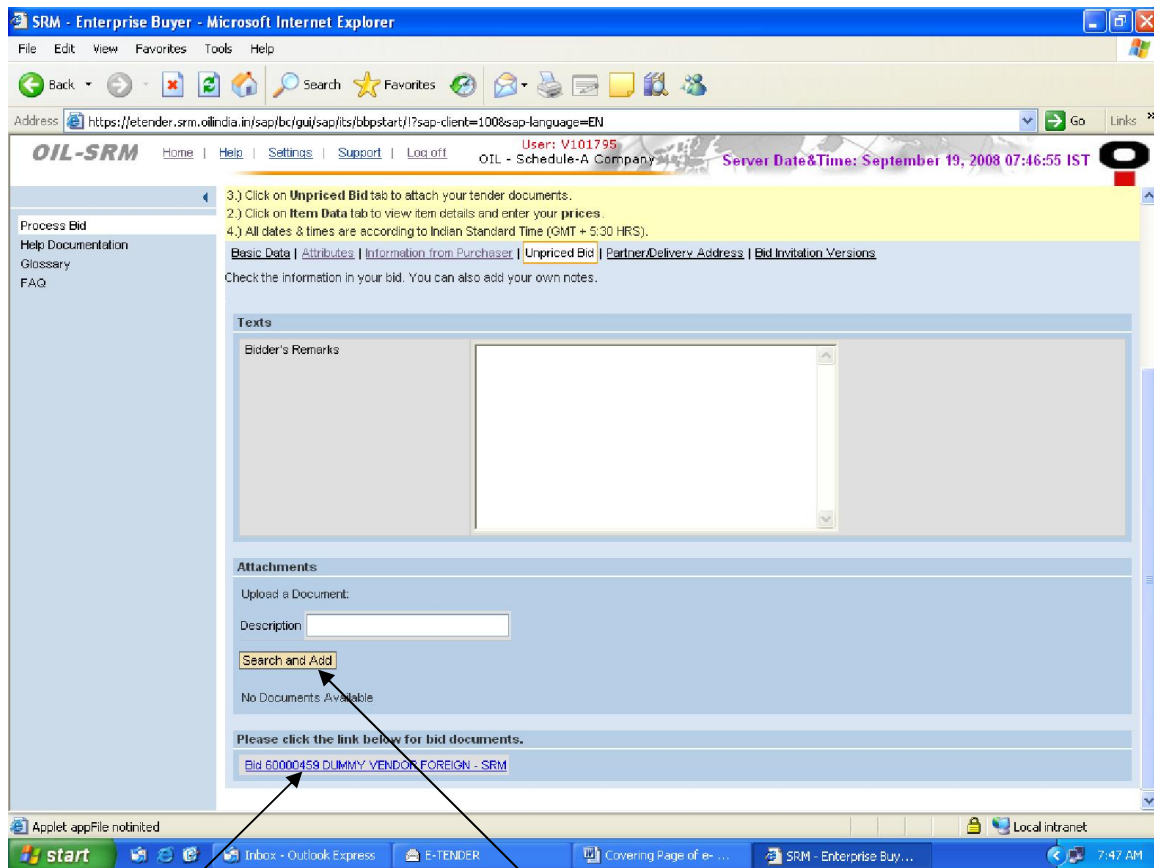 SRM - Enterprise Buyer - Microsoft Internet Explorer
File Edit View Favorites Tools Help
Back Search Favorites
Address https://etender.srm.oilindia.in/sap/bc/gui/sap/its/bbpstart/!?sap-client=100&sap-language=EN Go Links »
OIL-SRM Home | Help | Settings | Support | Log off
User: V101795
OIL - Schedule-A Company
Server Date&Time: September 19, 2008 07:46:55 IST
Process Bid
Help Documentation
Glossary
FAQ
3.) Click on Unpriced Bid tab to attach your tender documents.
2.) Click on Item Data tab to view item details and enter your prices.
4.) All dates & times are according to Indian Standard Time (GMT + 5:30 HRS).
Basic Data | Attributes | Information from Purchaser | Unpriced Bid | Partner/Delivery Address | Bid Invitation Versions
Check the information in your bid. You can also add your own notes.
Texts
Bidder's Remarks
Attachments
Upload a Document:
Description
Search and Add
No Documents Available
Please click the link below for bid documents.
Bid 60000459 DUMMY VENDOR FOREIGN - SRM
Applet appFile notinited Local intranet
start Inbox - Outlook Express E-TENDER Covering Page of e- ... SRM - Enterprise Buy... 7:47 AM